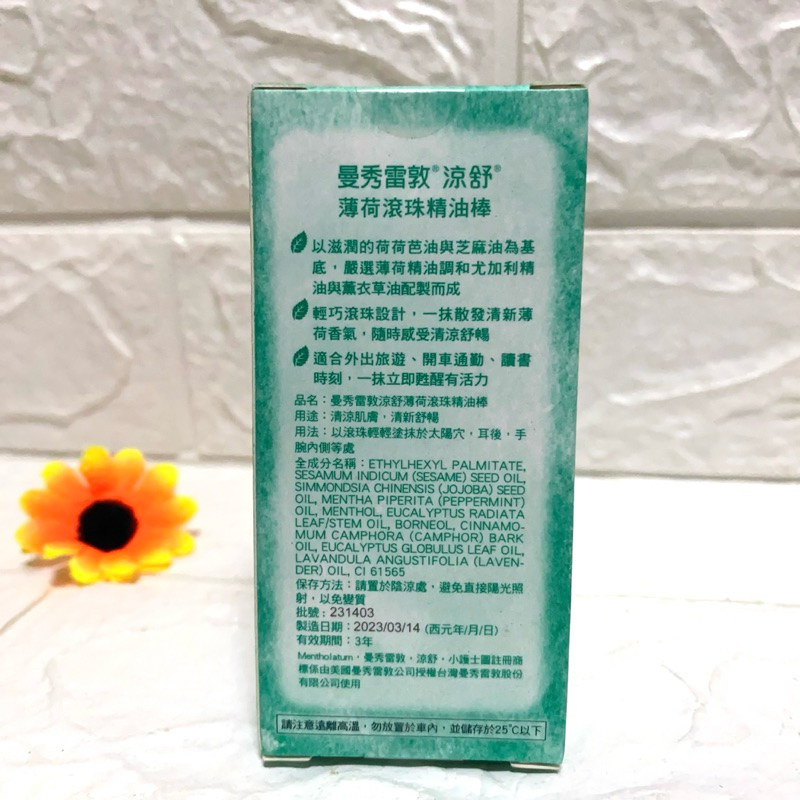 曼秀雷敦® 涼舒®
薄荷滾珠精油棒
以滋潤的荷荷芭油與芝麻油為基
底，嚴選薄荷精油調和尤加利精
油與薰衣草油配製而成
輕巧滾珠設計，一抹散發清新薄
荷香氣，隨時感受清涼舒暢
適合外出旅遊、開車通勤、讀書
時刻，一抹立即甦醒有活力
品名：曼秀雷敦涼舒薄荷滾珠精油棒
用途：清涼肌膚，清新舒暢
用法：以滾珠輕輕塗抹於太陽穴，耳後，手
腕內側等處
全成分名稱：ETHYLHEXYL PALMITATE,
SESAMUM INDICUM (SESAME) SEED OIL,
SIMMONDSIA CHINENSIS (JOJOBA) SEED
OIL, MENTHA PIPERITA (PEPPERMINT)
OIL, MENTHOL, EUCALYPTUS RADIATA
LEAF/STEM OIL, BORNEOL, CINNAMO-
MUM CAMPHORA (CAMPHOR) BARK
OIL, EUCALYPTUS GLOBULUS LEAF OIL,
LAVANDULA ANGUSTIFOLIA (LAVEN-
DER) OIL, CI 61565
保存方法：請置於陰涼處，避免直接陽光照
射，以免變質
批號：231403
製造日期：2023/03/14 (西元年/月/日)
有效期間：3年
Mentholatum，曼秀雷敦，涼舒，小護士圖註冊商
標係由美國曼秀雷敦公司授權台灣曼秀雷敦股份
有限公司使用
請注意遠離高溫，勿放置於車內，並儲存於25°C以下